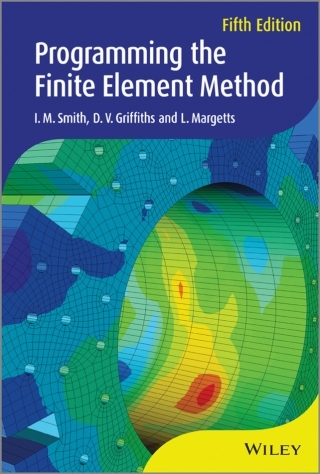 Fifth Edition
Programming the
Finite Element Method
I. M. Smith, D. V. Griffiths and L. Margetts
WILEY